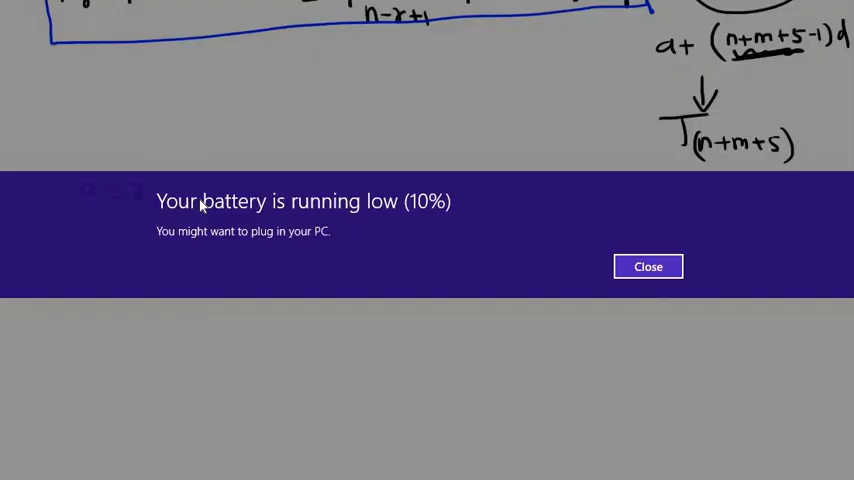 n-r+1
a+ (n+m+5-1)d
T(n+m+5)
a = 2
Your battery is running low (10%)
You might want to plug in your PC.
Close